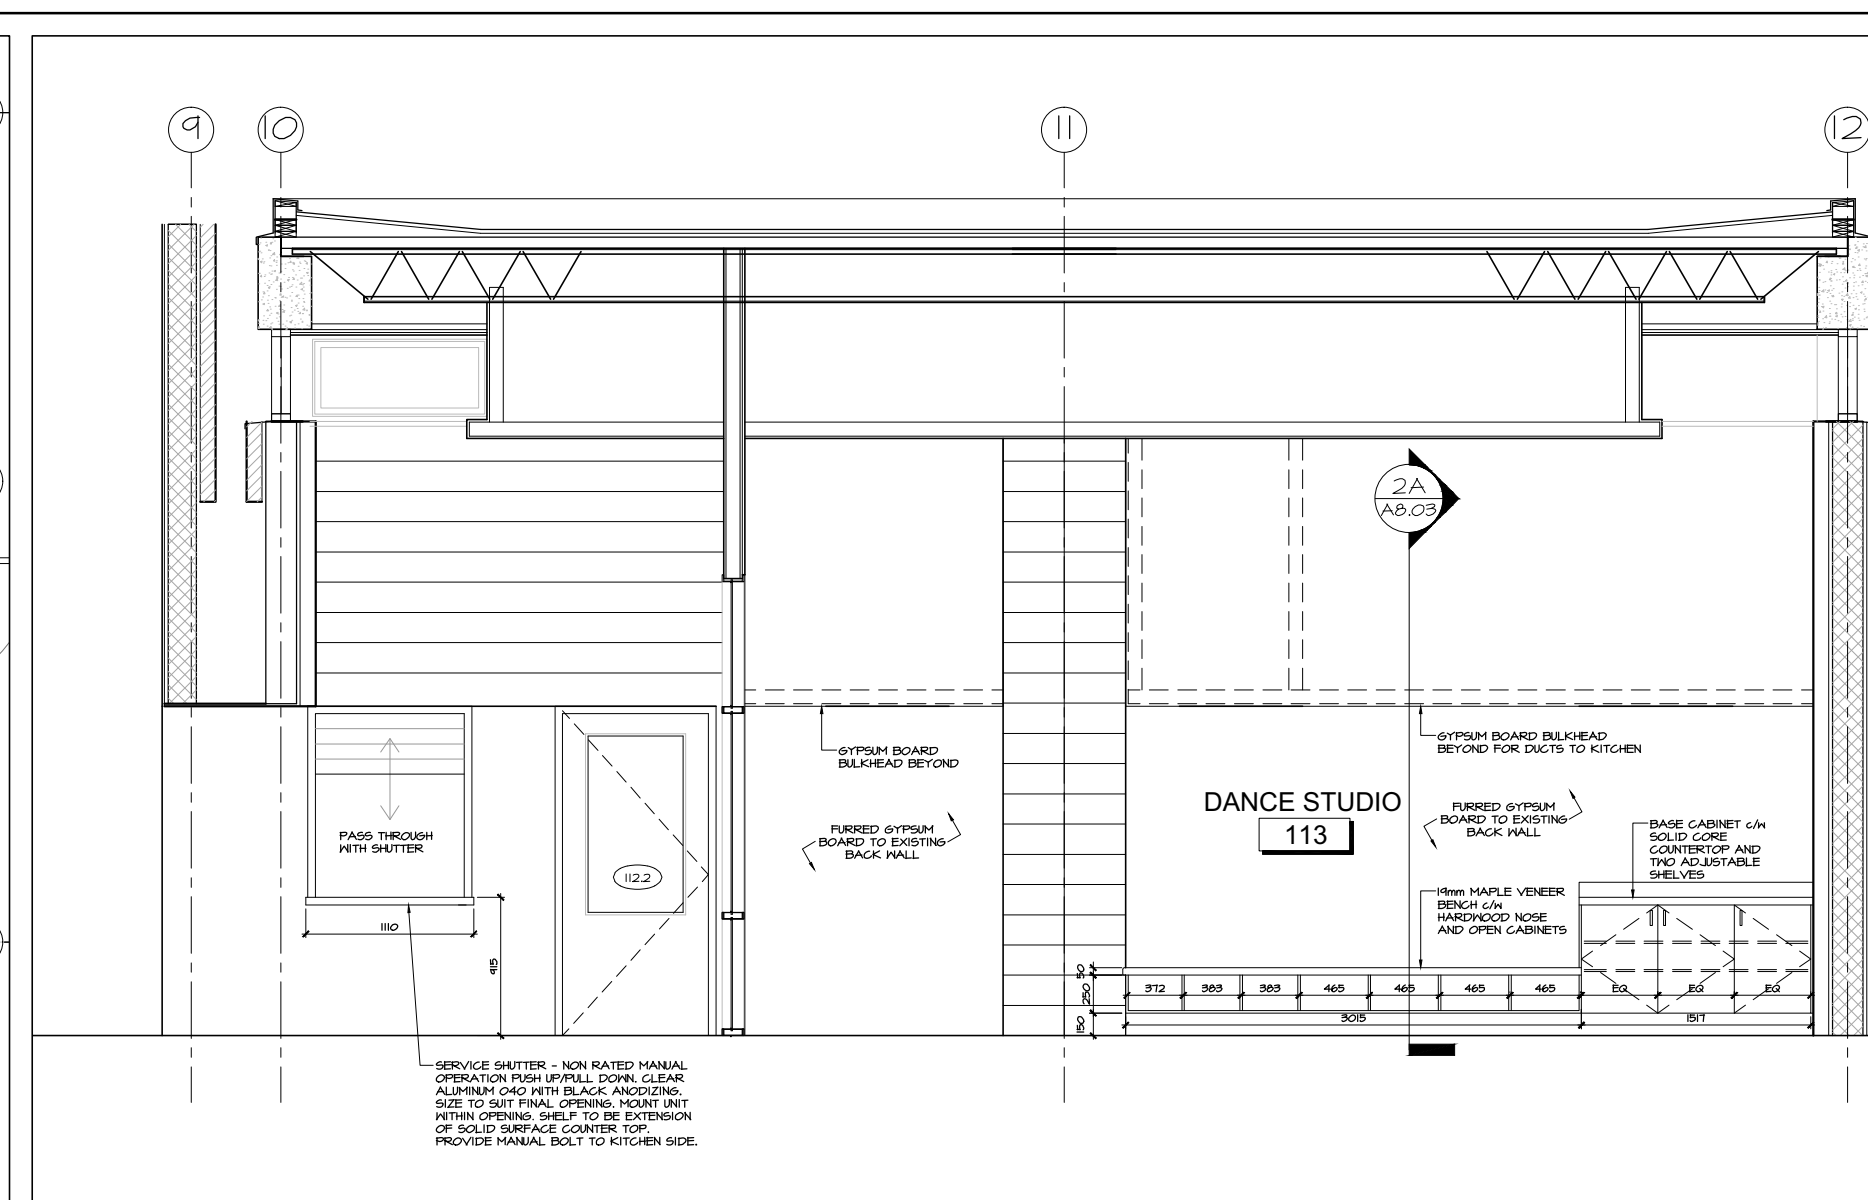 9
10
11
12
2A
A8.03
GYPSUM BOARD
BULKHEAD BEYOND
GYPSUM BOARD BULKHEAD
BEYOND FOR DUCTS TO KITCHEN
DANCE STUDIO
113
FURRED GYPSUM
BOARD TO EXISTING
BACK WALL
FURRED GYPSUM
BOARD TO EXISTING
BACK WALL
PASS THROUGH
WITH SHUTTER
112.2
BASE CABINET c/w
SOLID CORE
COUNTERTOP AND
TWO ADJUSTABLE
SHELVES
19mm MAPLE VENEER
BENCH c/w
HARDWOOD NOSE
AND OPEN CABINETS
1110
915
50
250
150
372 383 383 465 465 465 465 EQ EQ EQ
3015 1517
SERVICE SHUTTER - NON RATED MANUAL
OPERATION PUSH UP/PULL DOWN. CLEAR
ALUMINUM 040 WITH BLACK ANODIZING.
SIZE TO SUIT FINAL OPENING. MOUNT UNIT
WITHIN OPENING. SHELF TO BE EXTENSION
OF SOLID SURFACE COUNTER TOP.
PROVIDE MANUAL BOLT TO KITCHEN SIDE.